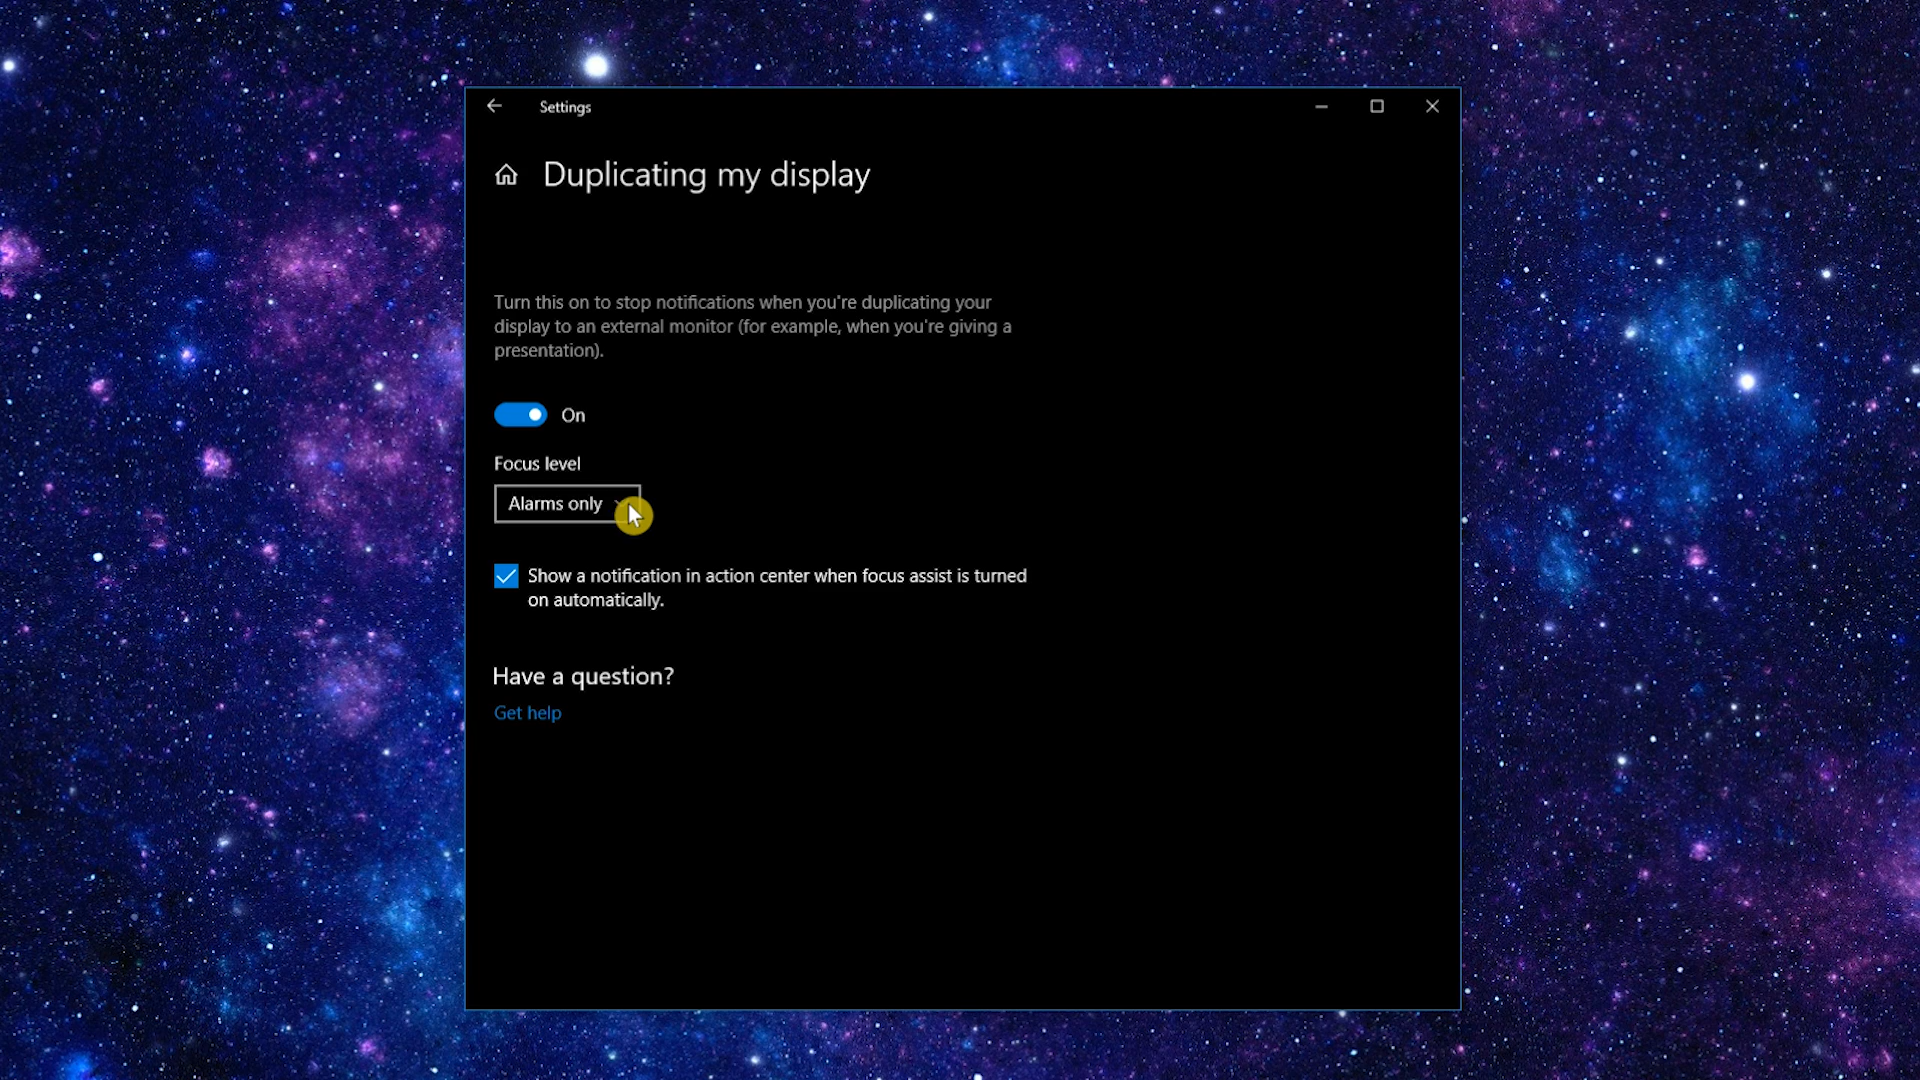 Settings
Duplicating my display
Turn this on to stop notifications when you're duplicating your
display to an external monitor (for example, when you're giving a
presentation).
On
Focus level
Alarms only
Show a notification in action center when focus assist is turned
on automatically.
Have a question?
Get help